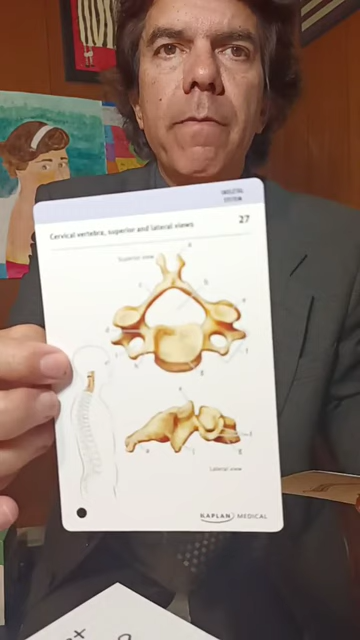 SKELETAL
SYSTEM
27
Cervical vertebra, superior and lateral views
Superior view
Lateral view
KAPLAN MEDICAL